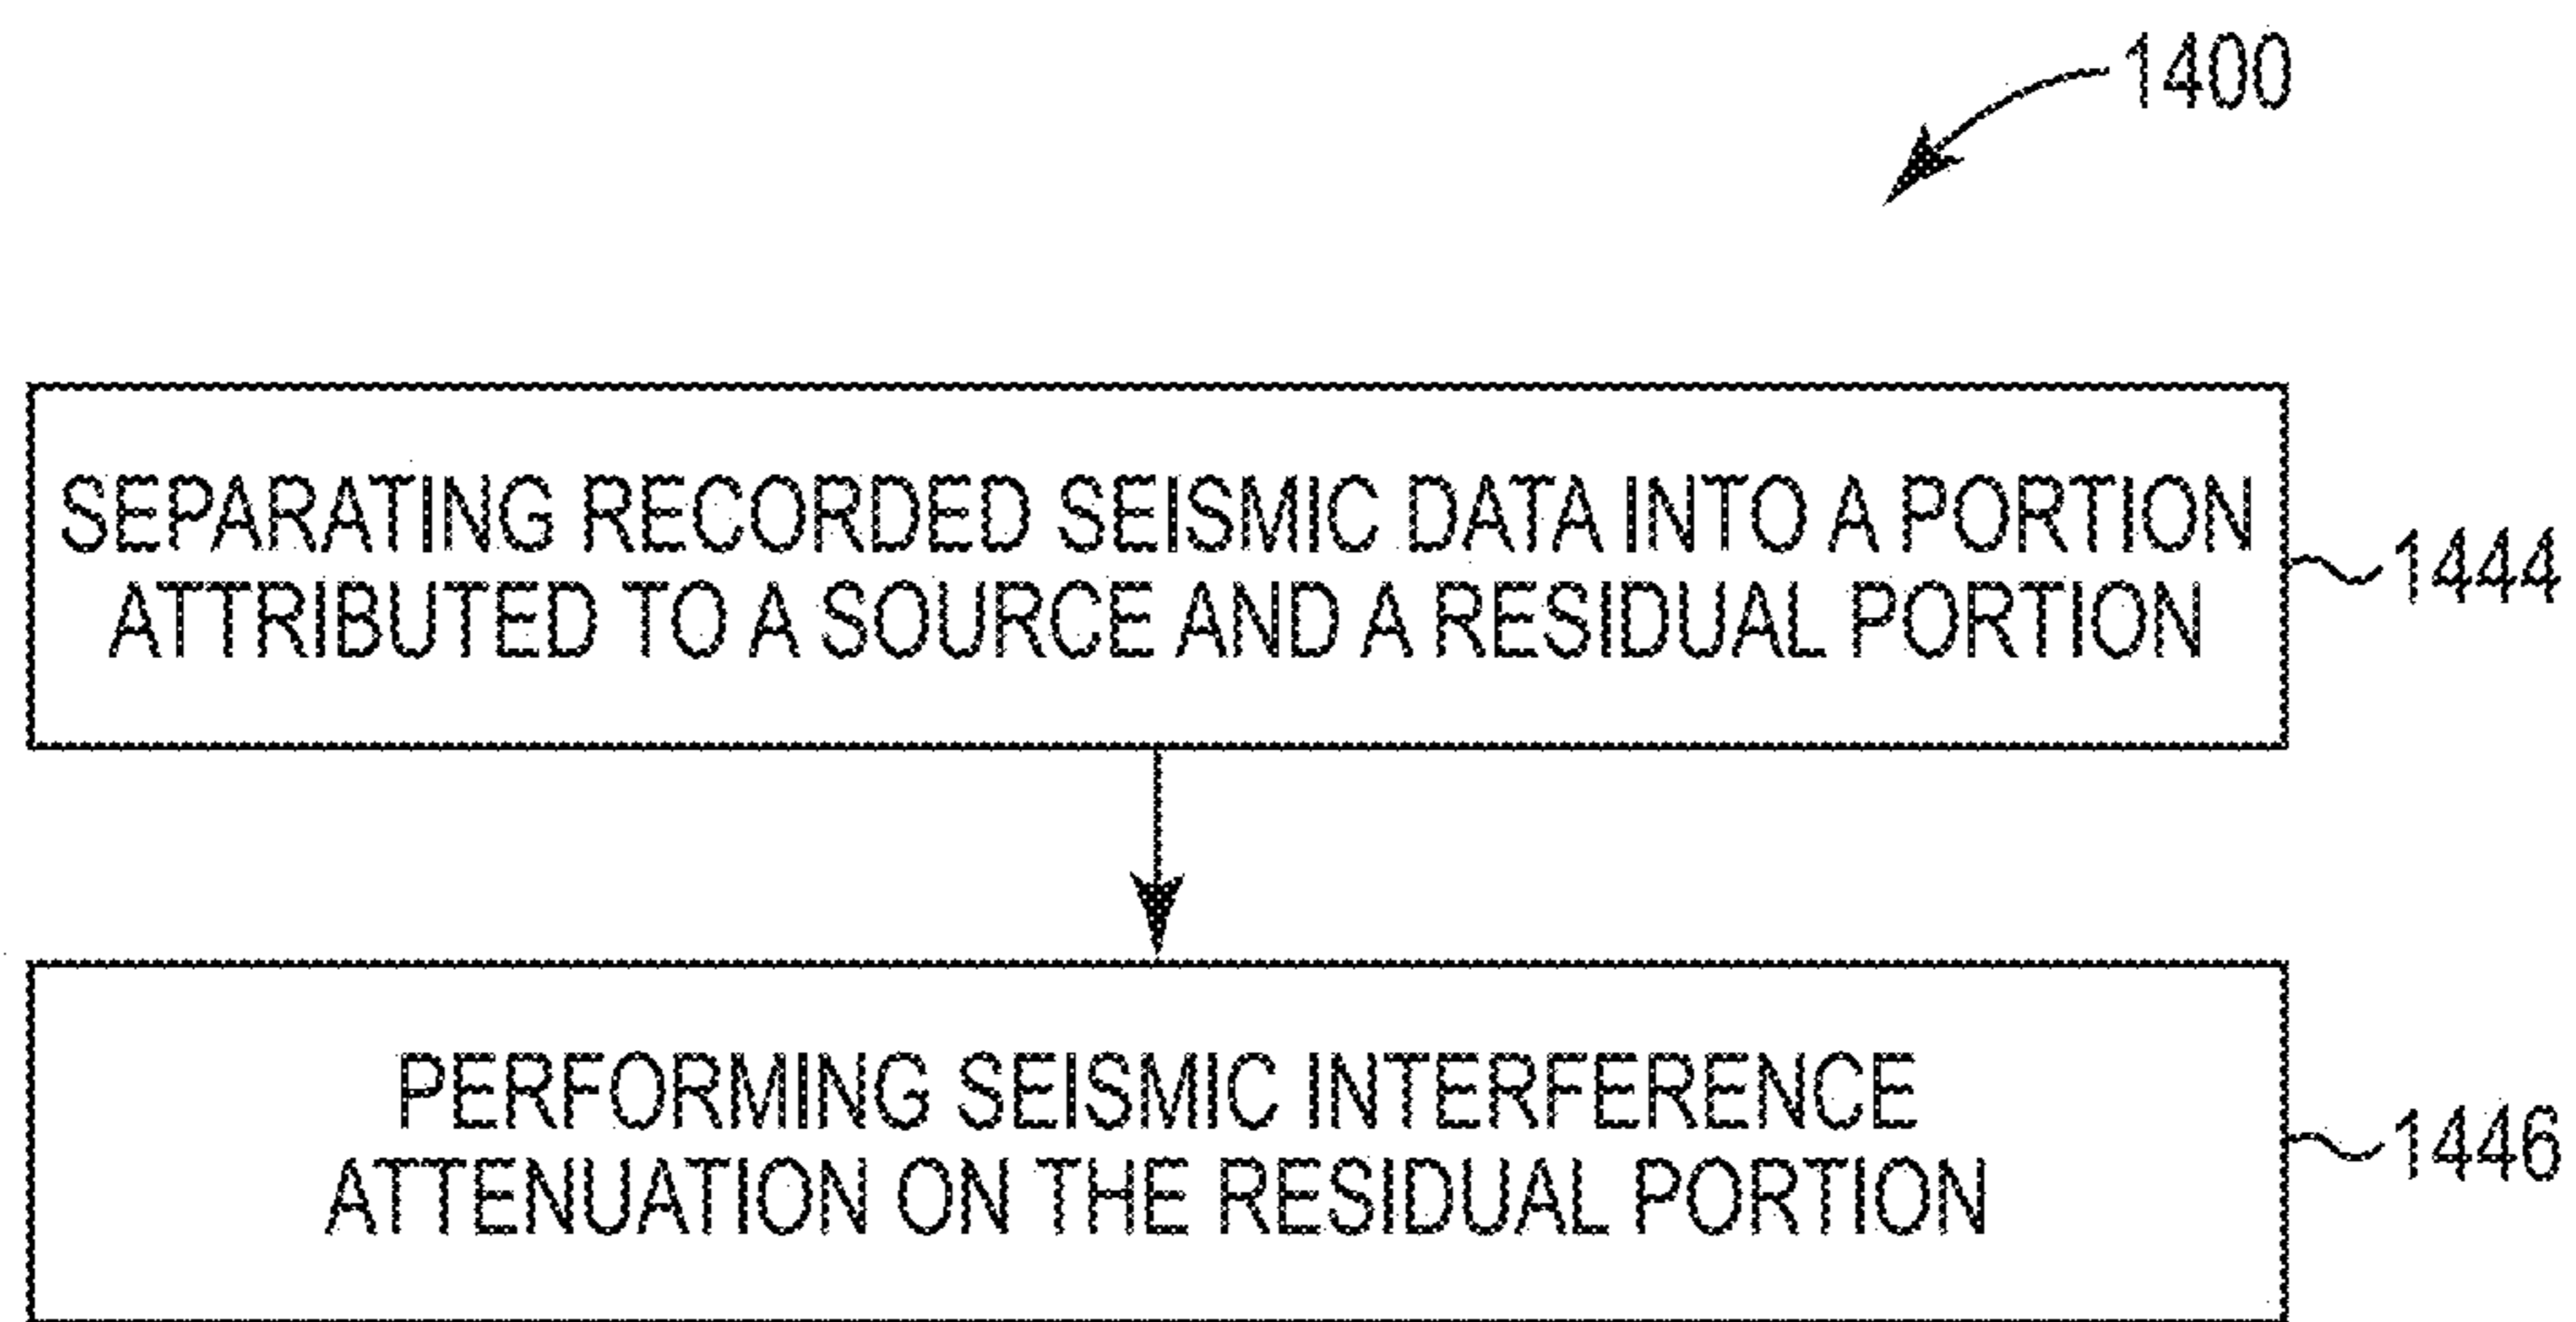 1400
SEPARATING RECORDED SEISMIC DATA INTO A PORTION
ATTRIBUTED TO A SOURCE AND A RESIDUAL PORTION
1444
PERFORMING SEISMIC INTERFERENCE
ATTENUATION ON THE RESIDUAL PORTION
1446